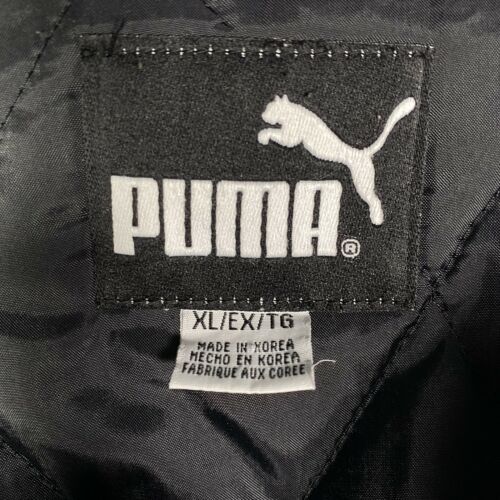 PUMA®
XL/EX/TG
MADE IN KOREA
HECHO EN KOREA
FABRIQUE AUX COREE